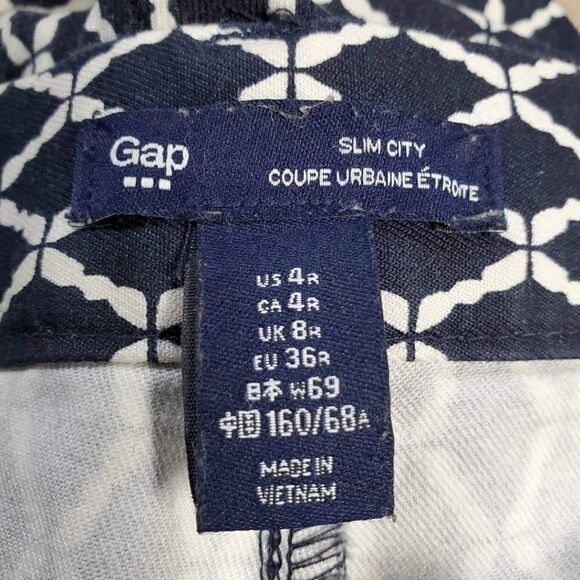 Gap
SLIM CITY
COUPE URBAINE ÉTROITE
US 4R
CA 4R
UK 8R
EU 36R
日本 W69
中国 160/68A
MADE IN
VIETNAM